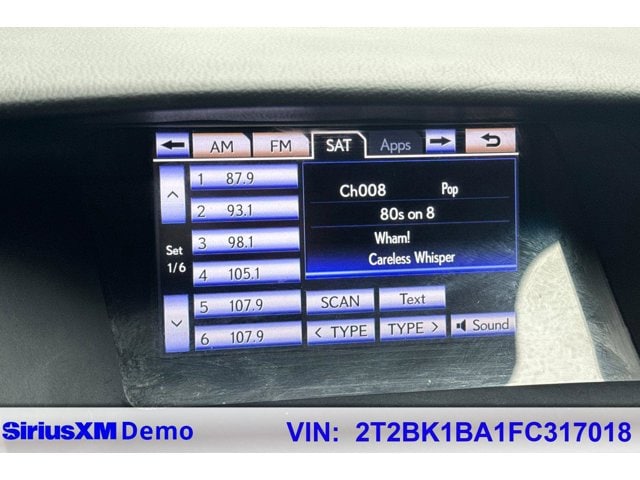 AM FM SAT Apps
1 87.9
2 93.1
3 98.1
4 105.1
5 107.9
6 107.9
Set
1/6
Ch008 Pop
80s on 8
Wham!
Careless Whisper
SCAN Text
< TYPE TYPE > Sound
SiriusXM Demo VIN: 2T2BK1BA1FC317018